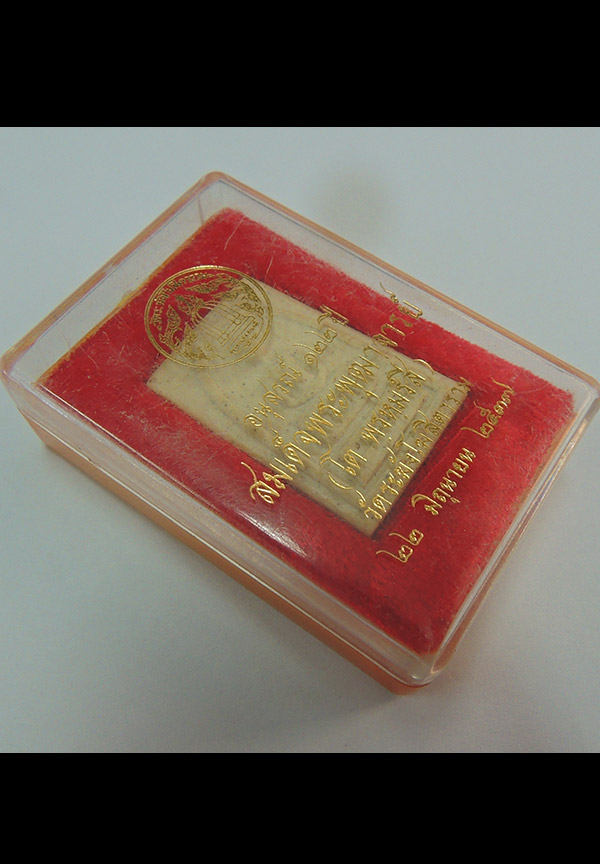 อนุสรณ์ ๑๒๒ ปี
สมเด็จพระพุฒาจารย์
(โต พรหมรังสี)
วัดระฆังโฆสิตาราม
๒๒ มิถุนายน ๒๕๓๗